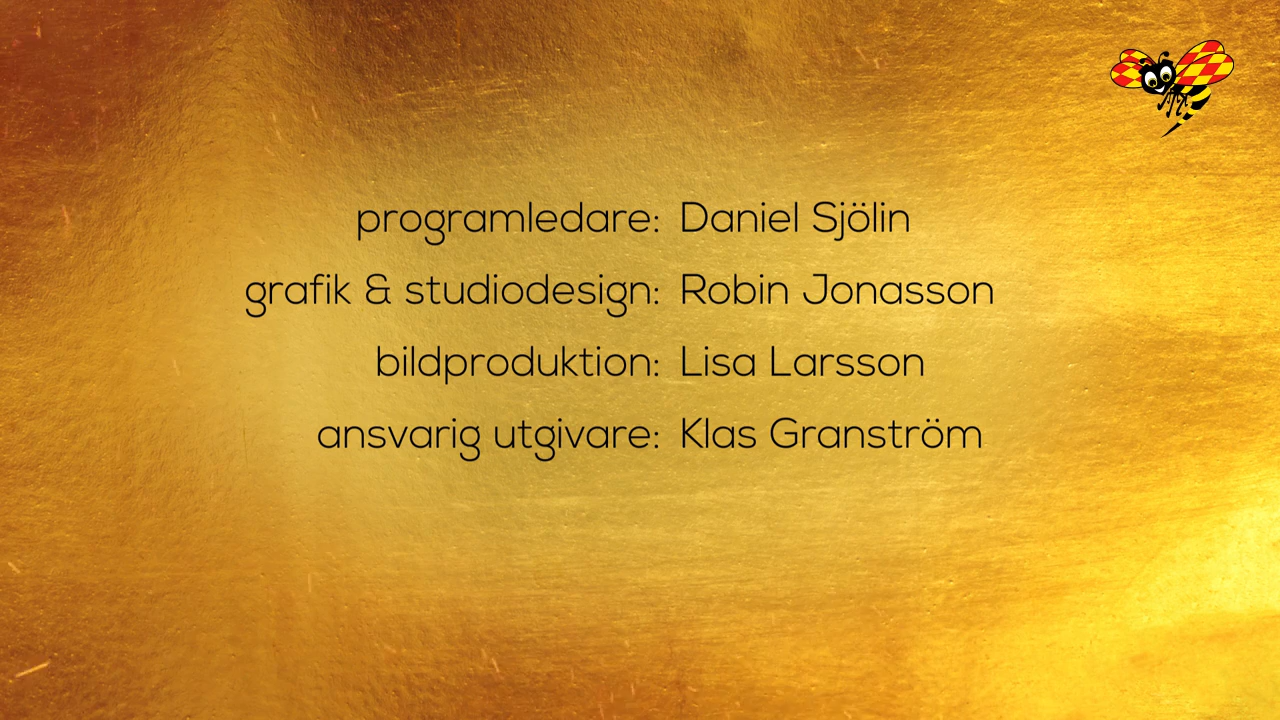 programledare: Daniel Sjölin
grafik & studiodesign: Robin Jonasson
bildproduktion: Lisa Larsson
ansvarig utgivare: Klas Granström